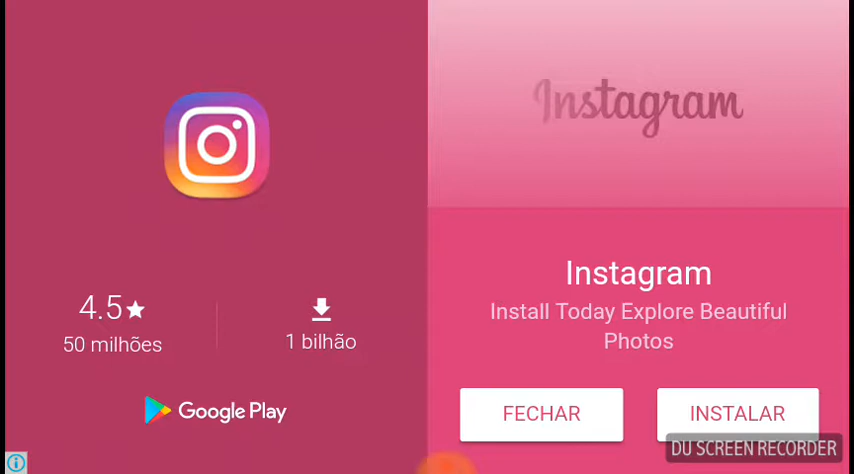 4.5★
50 milhões
1 bilhão
Google Play
Instagram
Instagram
Install Today Explore Beautiful
Photos
FECHAR
INSTALAR
DU SCREEN RECORDER